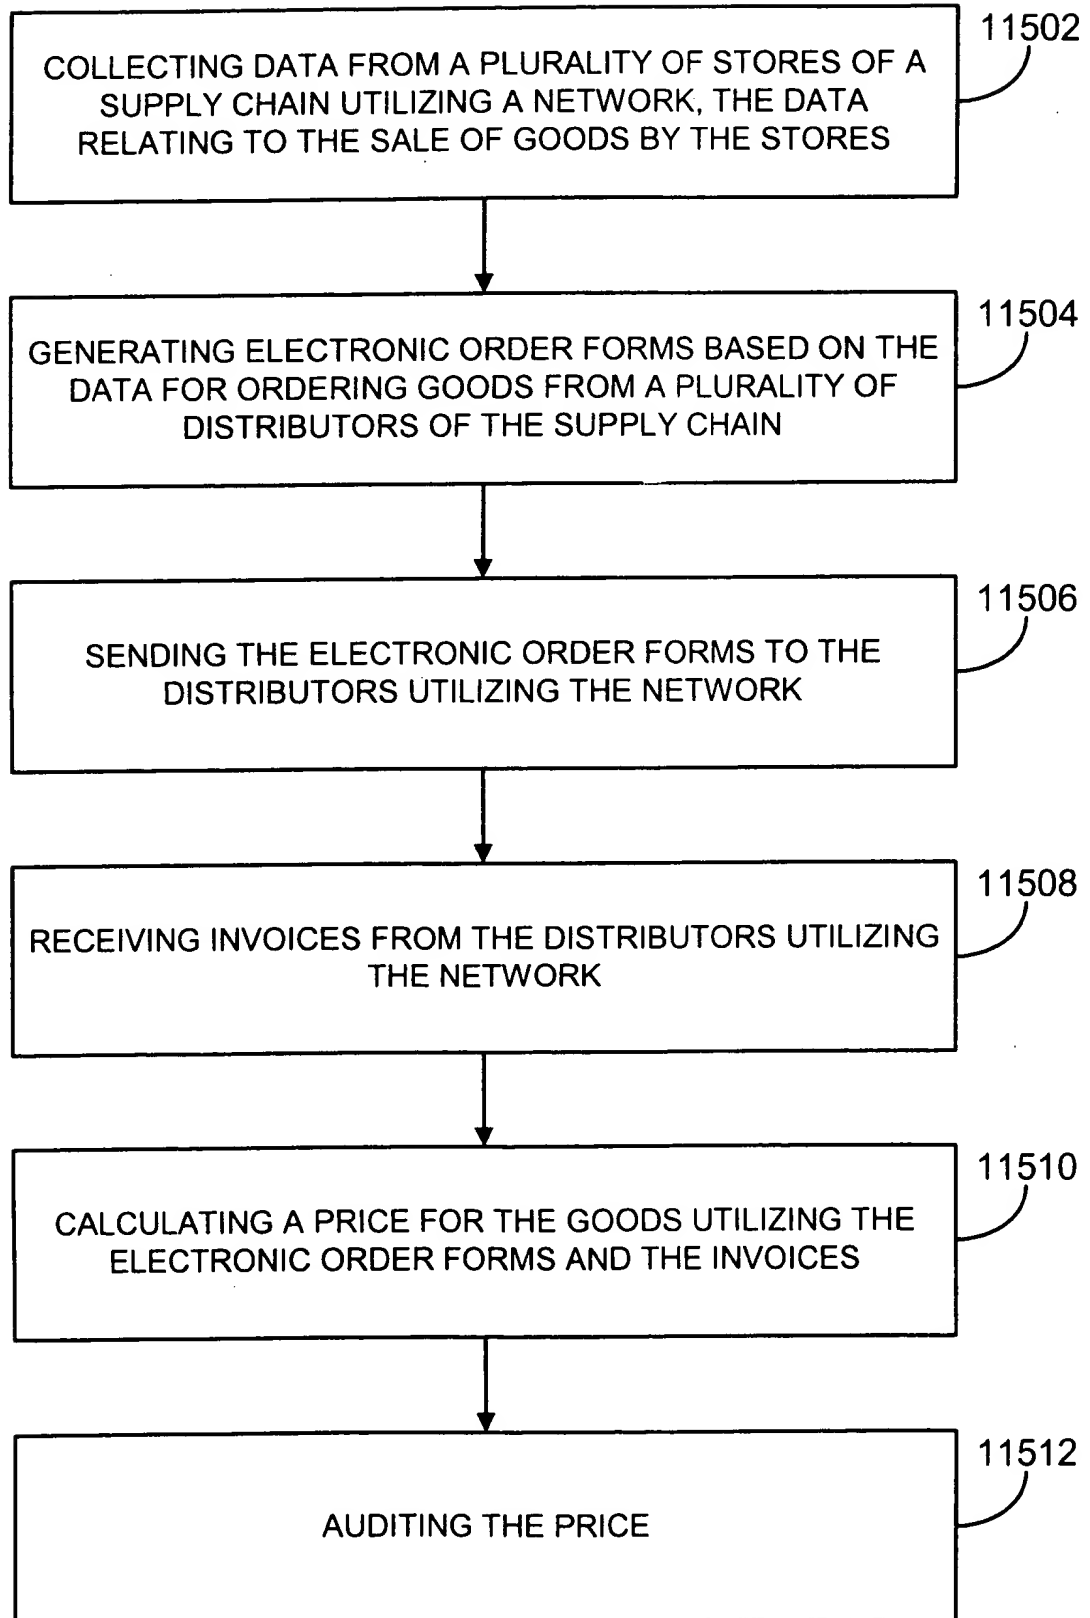 11502
COLLECTING DATA FROM A PLURALITY OF STORES OF A
SUPPLY CHAIN UTILIZING A NETWORK, THE DATA
RELATING TO THE SALE OF GOODS BY THE STORES
11504
GENERATING ELECTRONIC ORDER FORMS BASED ON THE
DATA FOR ORDERING GOODS FROM A PLURALITY OF
DISTRIBUTORS OF THE SUPPLY CHAIN
11506
SENDING THE ELECTRONIC ORDER FORMS TO THE
DISTRIBUTORS UTILIZING THE NETWORK
11508
RECEIVING INVOICES FROM THE DISTRIBUTORS UTILIZING
THE NETWORK
11510
CALCULATING A PRICE FOR THE GOODS UTILIZING THE
ELECTRONIC ORDER FORMS AND THE INVOICES
11512
AUDITING THE PRICE